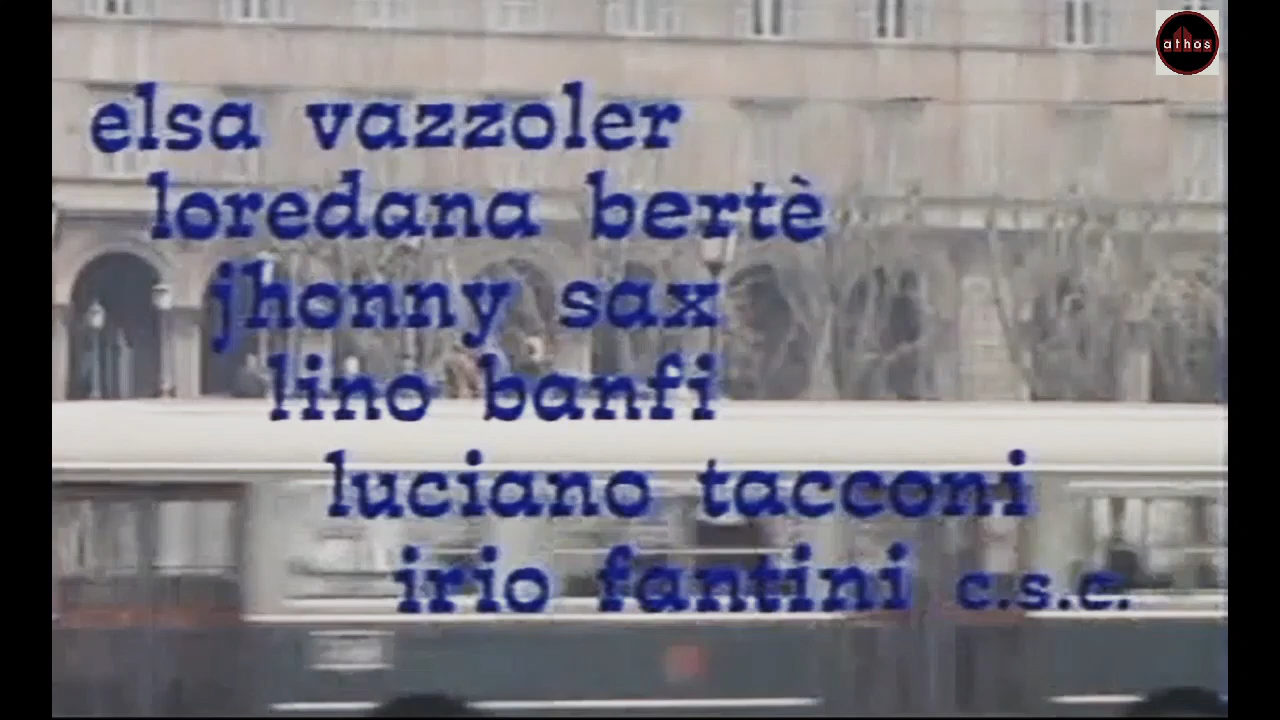 athos
elsa vazzoler
loredana bertè
jhonny sax
lino banfi
luciano tacconi
irio fantini c.s.c.